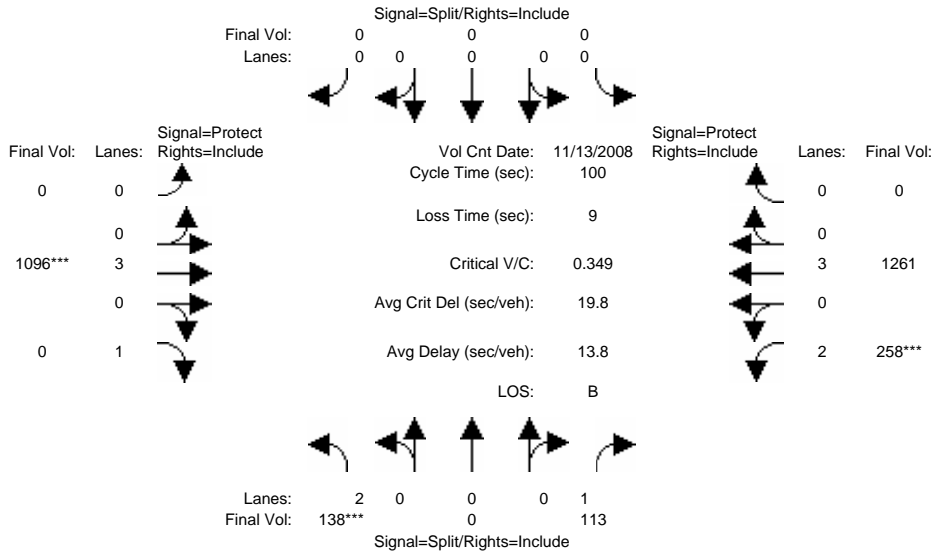 Signal=Split/Rights=Include
Final Vol: 0 0 0
Lanes: 0 0 0 0 0
Signal=Protect Signal=Protect
Final Vol: Lanes: Rights=Include Vol Cnt Date: 11/13/2008 Rights=Include Lanes: Final Vol:
Cycle Time (sec): 100
0 0 0 0
Loss Time (sec): 9
0 0
1096*** 3 Critical V/C: 0.349 3 1261
0 Avg Crit Del (sec/veh): 19.8 0
0 1 Avg Delay (sec/veh): 13.8 2 258***
LOS: B
Lanes: 2 0 0 0 1
Final Vol: 138*** 0 113
Signal=Split/Rights=Include